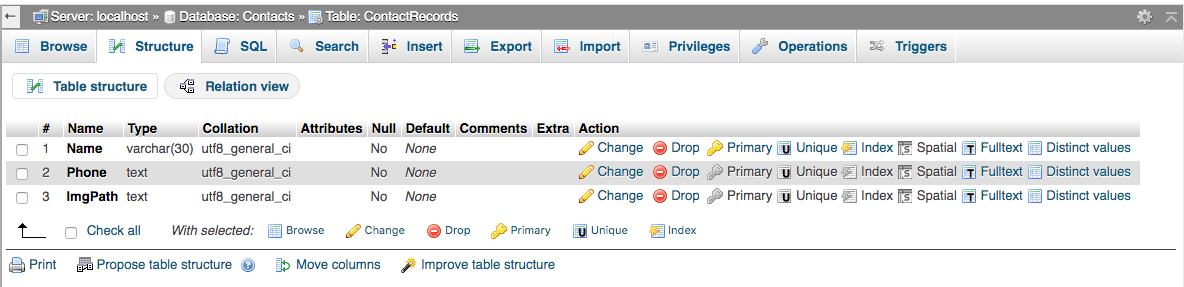 Server: localhost » Database: Contacts » Table: ContactRecords
Browse Structure SQL Search Insert Export Import Privileges Operations Triggers
Table structure Relation view
# Name Type Collation Attributes Null Default Comments Extra Action
1 Name varchar(30) utf8_general_ci No None Change Drop Primary Unique Index Spatial Fulltext Distinct values
2 Phone text utf8_general_ci No None Change Drop Primary Unique Index Spatial Fulltext Distinct values
3 ImgPath text utf8_general_ci No None Change Drop Primary Unique Index Spatial Fulltext Distinct values
Check all With selected: Browse Change Drop Primary Unique Index
Print Propose table structure Move columns Improve table structure